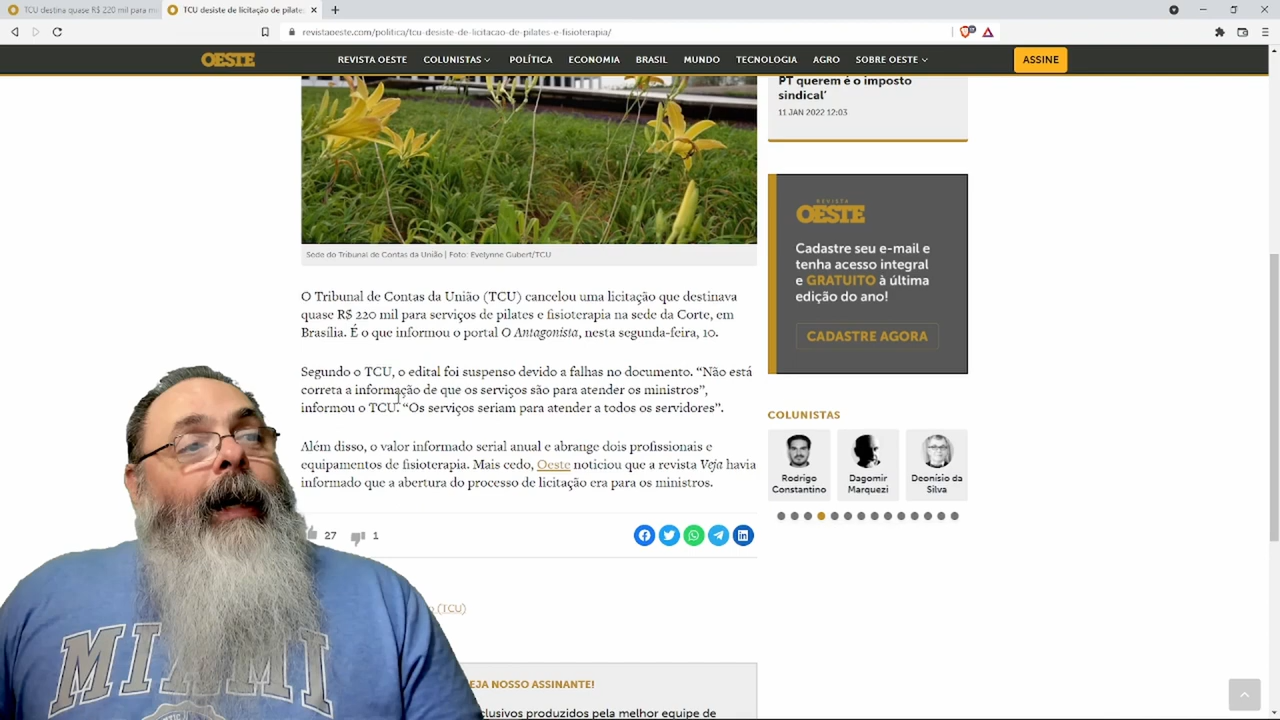 TCU destina quase R$ 220 mil para mi
TCU desiste de licitação de pilates
revistaoeste.com/politica/tcu-desiste-de-licitacao-de-pilates-e-fisioterapia/
OESTE
REVISTA OESTE
COLUNISTAS
POLÍTICA
ECONOMIA
BRASIL
MUNDO
TECNOLOGIA
AGRO
SOBRE OESTE
ASSINE
Sede do Tribunal de Contas da União | Foto: Evelynne Gubert/TCU
O Tribunal de Contas da União (TCU) cancelou uma licitação que destinava
quase R$ 220 mil para serviços de pilates e fisioterapia na sede da Corte, em
Brasília. É o que informou o portal O Antagonista, nesta segunda-feira, 10.
Segundo o TCU, o edital foi suspenso devido a falhas no documento. “Não está
correta a informação de que os serviços são para atender os ministros”,
informou o TCU. “Os serviços seriam para atender a todos os servidores”.
Além disso, o valor informado serial anual e abrange dois profissionais e
equipamentos de fisioterapia. Mais cedo, Oeste noticiou que a revista Veja havia
informado que a abertura do processo de licitação era para os ministros.
27
1
(TCU)
EJA NOSSO ASSINANTE!
clusivos produzidos pela melhor equipe de
PT querem é o imposto
sindical’
11 JAN 2022 12:03
REVISTA
OESTE
Cadastre seu e-mail e
tenha acesso integral
e GRATUITO à última
edição do ano!
CADASTRE AGORA
COLUNISTAS
Rodrigo
Constantino
Dagomir
Marquezi
Deonísio da
Silva
MIAMI